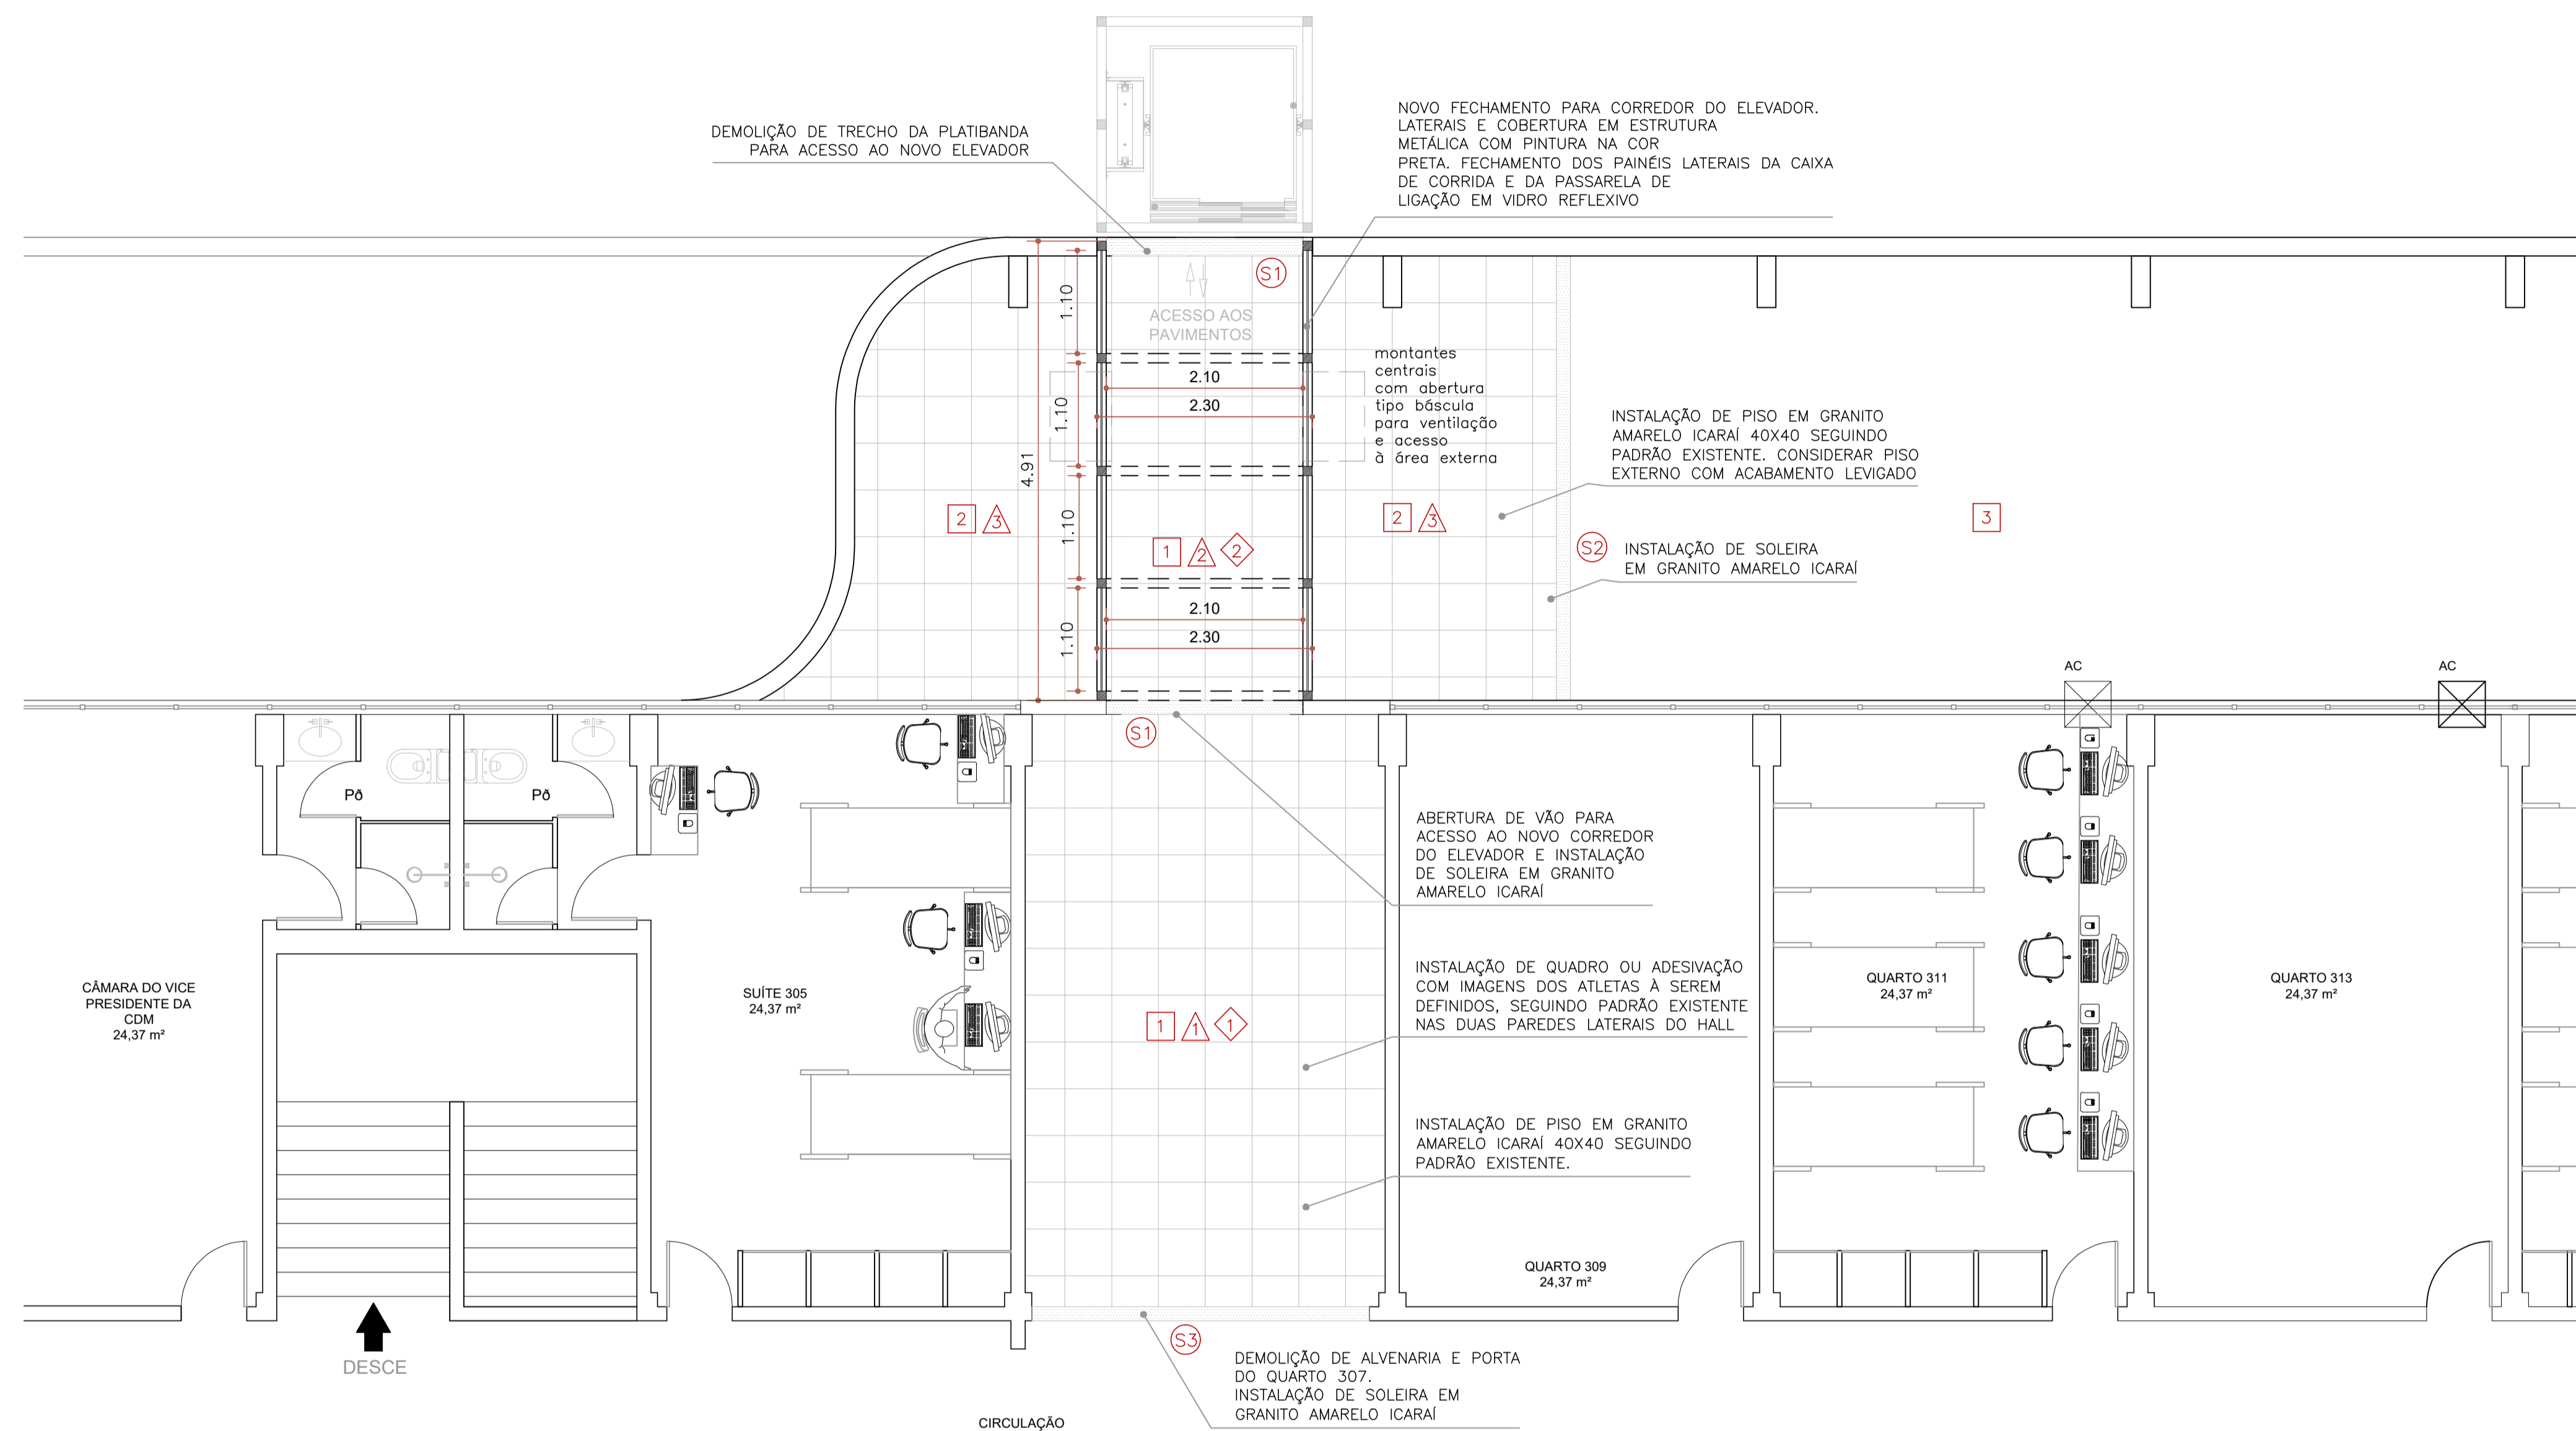 DEMOLIÇÃO DE TRECHO DA PLATIBANDA
PARA ACESSO AO NOVO ELEVADOR
NOVO FECHAMENTO PARA CORREDOR DO ELEVADOR.
LATERAIS E COBERTURA EM ESTRUTURA
METÁLICA COM PINTURA NA COR
PRETA. FECHAMENTO DOS PAINÉIS LATERAIS DA CAIXA
DE CORRIDA E DA PASSARELA DE
LIGAÇÃO EM VIDRO REFLEXIVO
S1
ACESSO AOS
PAVIMENTOS
1.10
1.10
1.10
1.10
4.91
2.10
2.30
montantes
centrais
com abertura
tipo báscula
para ventilação
e acesso
à área externa
INSTALAÇÃO DE PISO EM GRANITO
AMARELO ICARAÍ 40X40 SEGUINDO
PADRÃO EXISTENTE. CONSIDERAR PISO
EXTERNO COM ACABAMENTO LEVIGADO
2 3
1 2 2
2 3
3
S2
INSTALAÇÃO DE SOLEIRA
EM GRANITO AMARELO ICARAÍ
2.10
2.30
AC
AC
S1
Pð
Pð
ABERTURA DE VÃO PARA
ACESSO AO NOVO CORREDOR
DO ELEVADOR E INSTALAÇÃO
DE SOLEIRA EM GRANITO
AMARELO ICARAÍ
INSTALAÇÃO DE QUADRO OU ADESIVAÇÃO
COM IMAGENS DOS ATLETAS À SEREM
DEFINIDOS, SEGUINDO PADRÃO EXISTENTE
NAS DUAS PAREDES LATERAIS DO HALL
CÂMARA DO VICE
PRESIDENTE DA
CDM
24,37 m²
SUÍTE 305
24,37 m²
1 1 1
QUARTO 311
24,37 m²
QUARTO 313
24,37 m²
INSTALAÇÃO DE PISO EM GRANITO
AMARELO ICARAÍ 40X40 SEGUINDO
PADRÃO EXISTENTE.
QUARTO 309
24,37 m²
DESCE
S3
DEMOLIÇÃO DE ALVENARIA E PORTA
DO QUARTO 307.
INSTALAÇÃO DE SOLEIRA EM
GRANITO AMARELO ICARAÍ
CIRCULAÇÃO